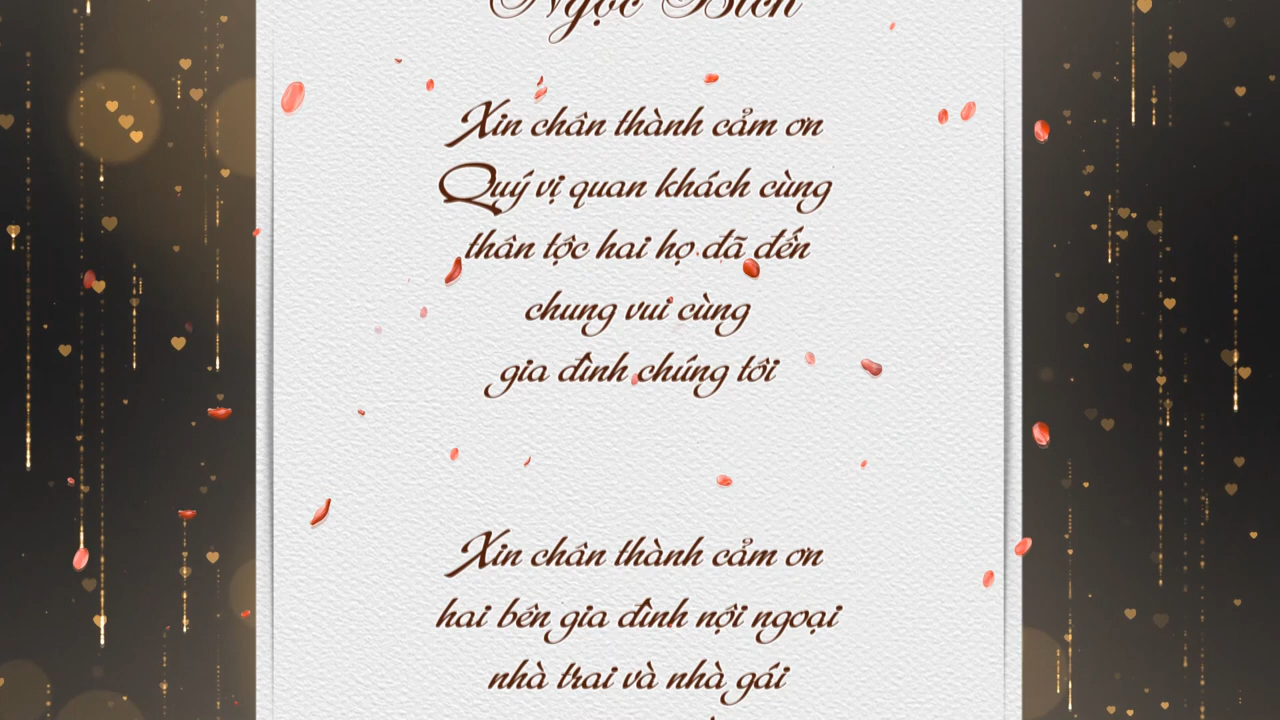 Ngọc Bích
Xin chân thành cảm ơn
Quý vị quan khách cùng
thân tộc hai họ đã đến
chung vui cùng
gia đình chúng tôi
Xin chân thành cảm ơn
hai bên gia đình nội ngoại
nhà trai và nhà gái